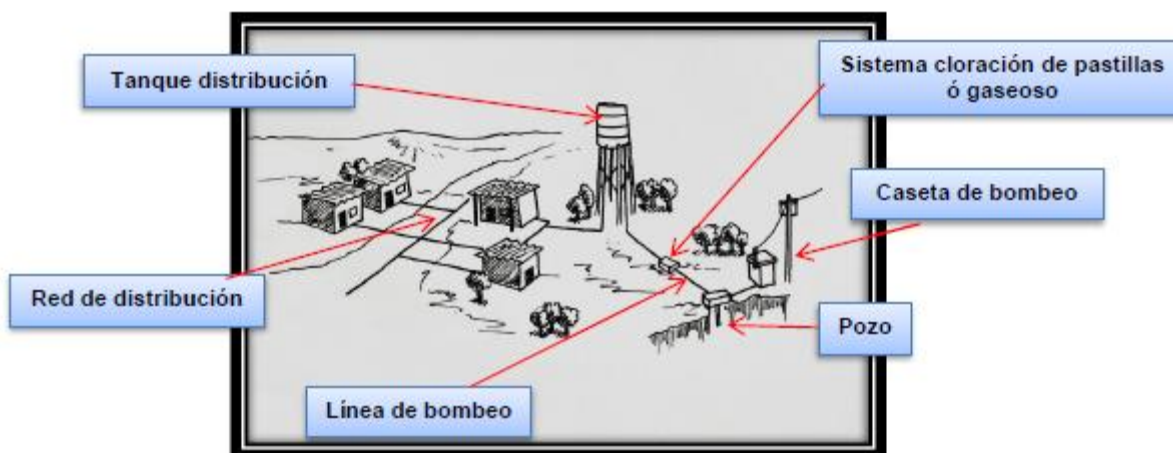 Tanque distribución
Sistema cloración de pastillas
ó gaseoso
Caseta de bombeo
Red de distribución
Pozo
Línea de bombeo